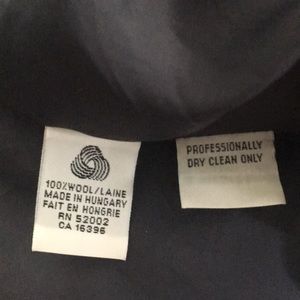 100% WOOL/LAINE
MADE IN HUNGARY
FAIT EN HONGRIE
RN 52002
CA 16396
PROFESSIONALLY
DRY CLEAN ONLY